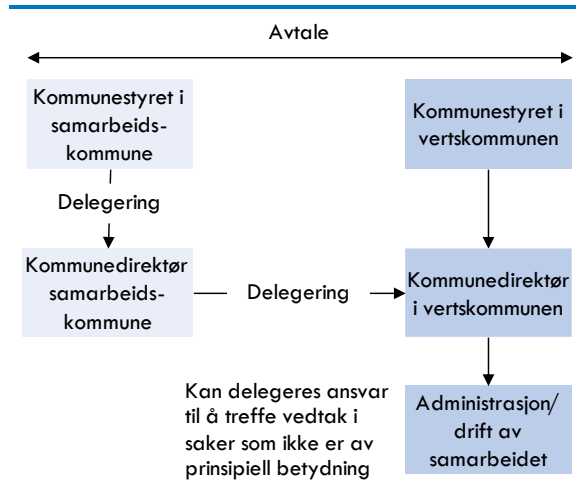 Avtale
Kommunestyret i
samarbeids-
kommune
Kommunestyret i
vertskommunen
Delegering
Kommunedirektør
samarbeids-
kommune
Delegering
Kommunedirektør
i vertskommunen
Kan delegeres ansvar
til å treffe vedtak i
saker som ikke er av
prinsipiell betydning
Administrasjon/
drift av
samarbeidet